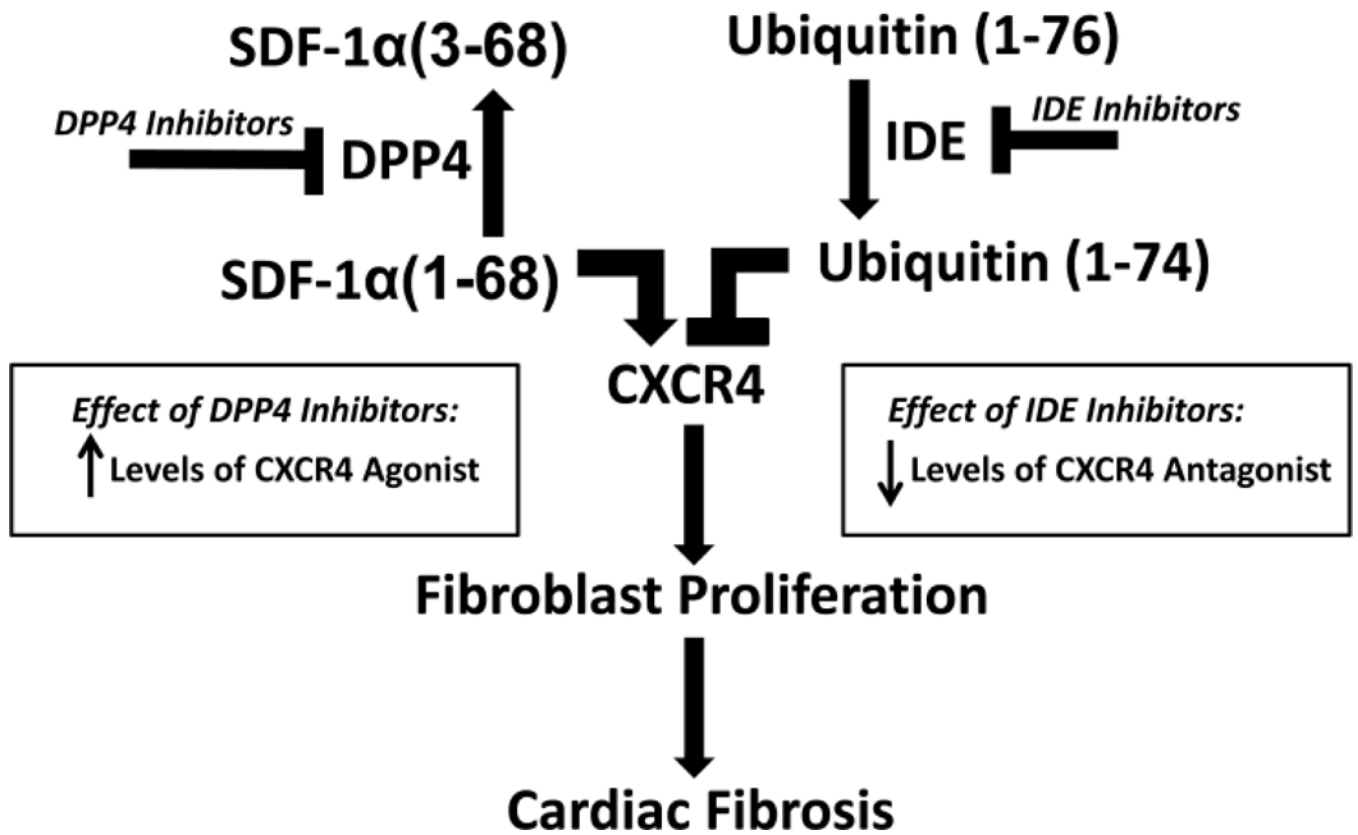 SDF-1α(3-68)
Ubiquitin (1-76)
DPP4 Inhibitors
DPP4
IDE
IDE Inhibitors
SDF-1α(1-68)
Ubiquitin (1-74)
CXCR4
Effect of DPP4 Inhibitors:
↑ Levels of CXCR4 Agonist
Effect of IDE Inhibitors:
↓ Levels of CXCR4 Antagonist
Fibroblast Proliferation
Cardiac Fibrosis